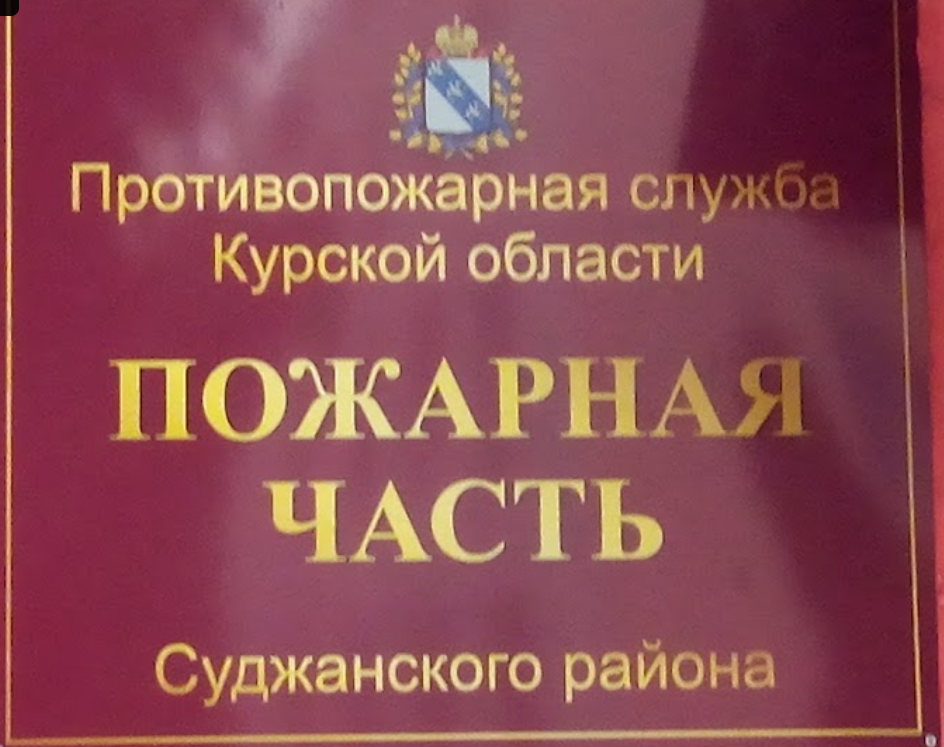 Противопожарная служба
Курской области
ПОЖАРНАЯ
ЧАСТЬ
Суджанского района